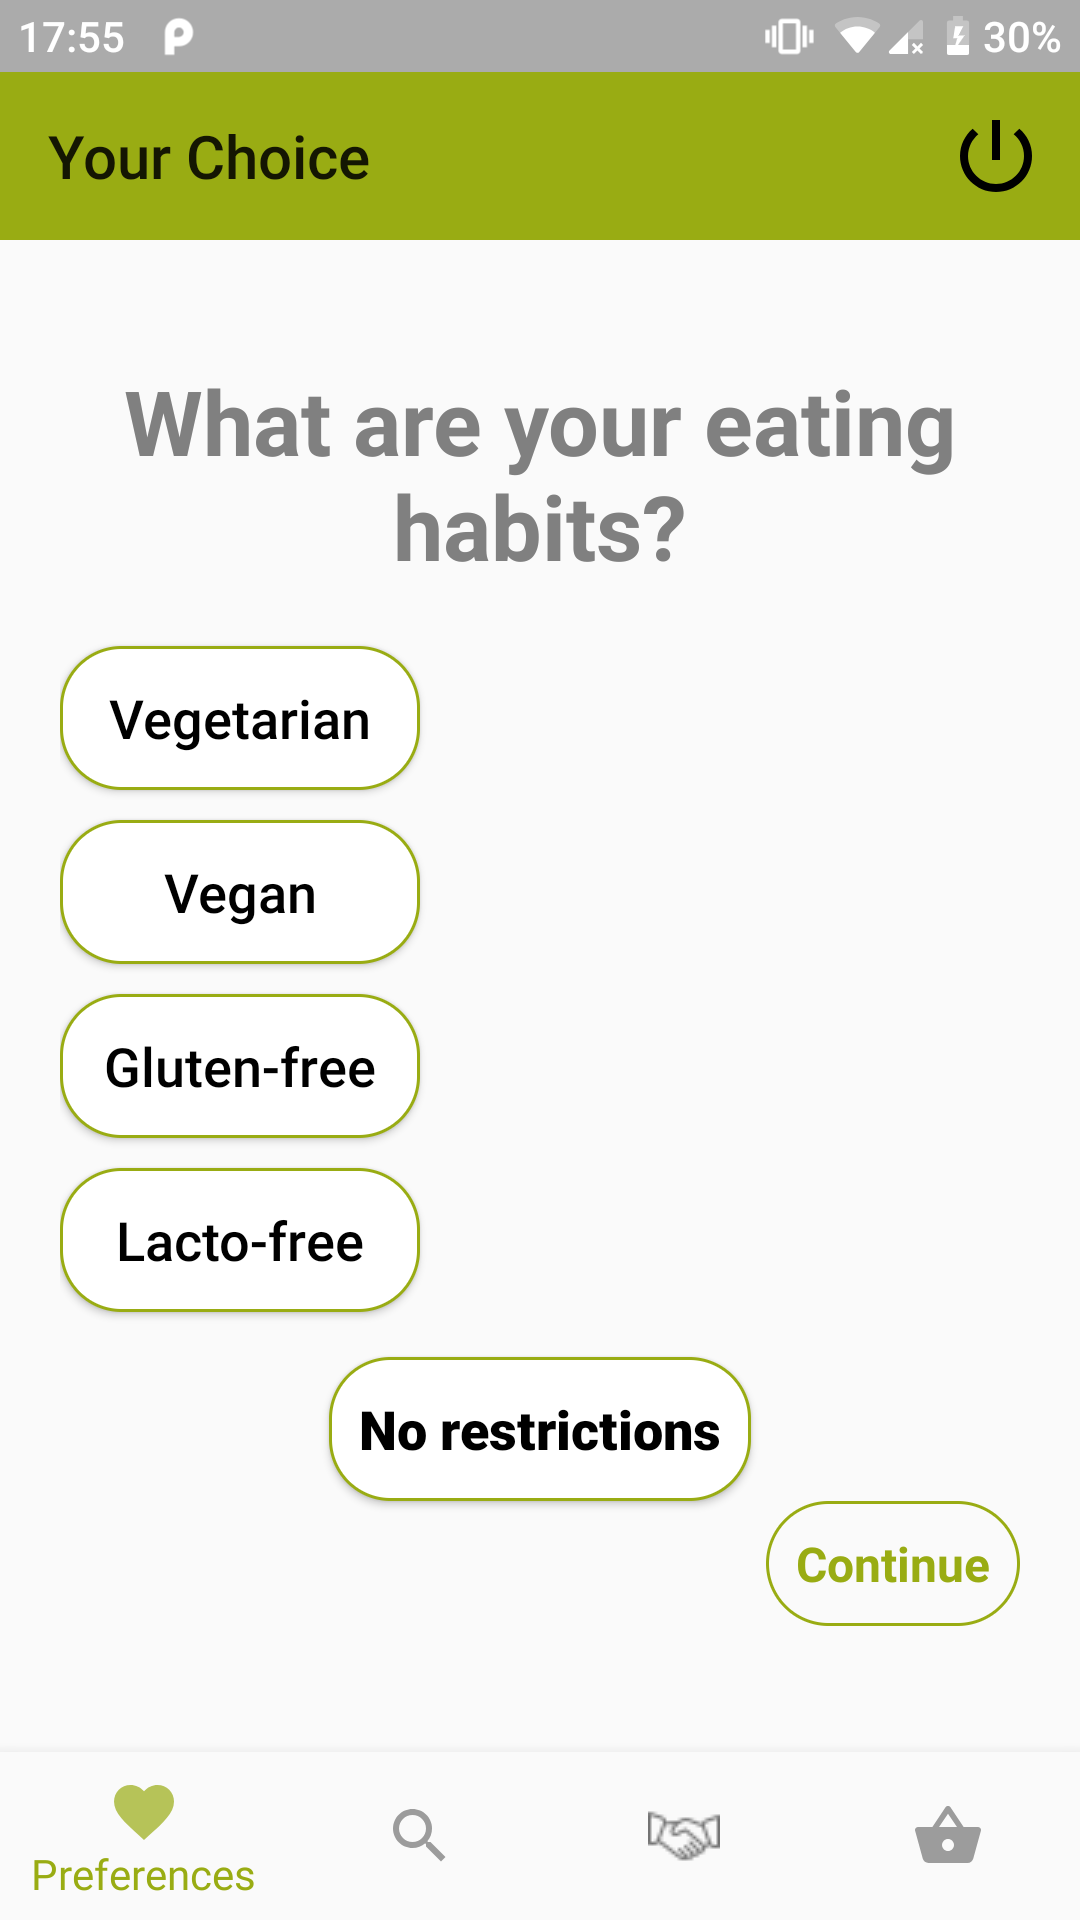 17:55 30%
Your Choice
What are your eating
habits?
Vegetarian
Vegan
Gluten-free
Lacto-free
No restrictions
Continue
Preferences